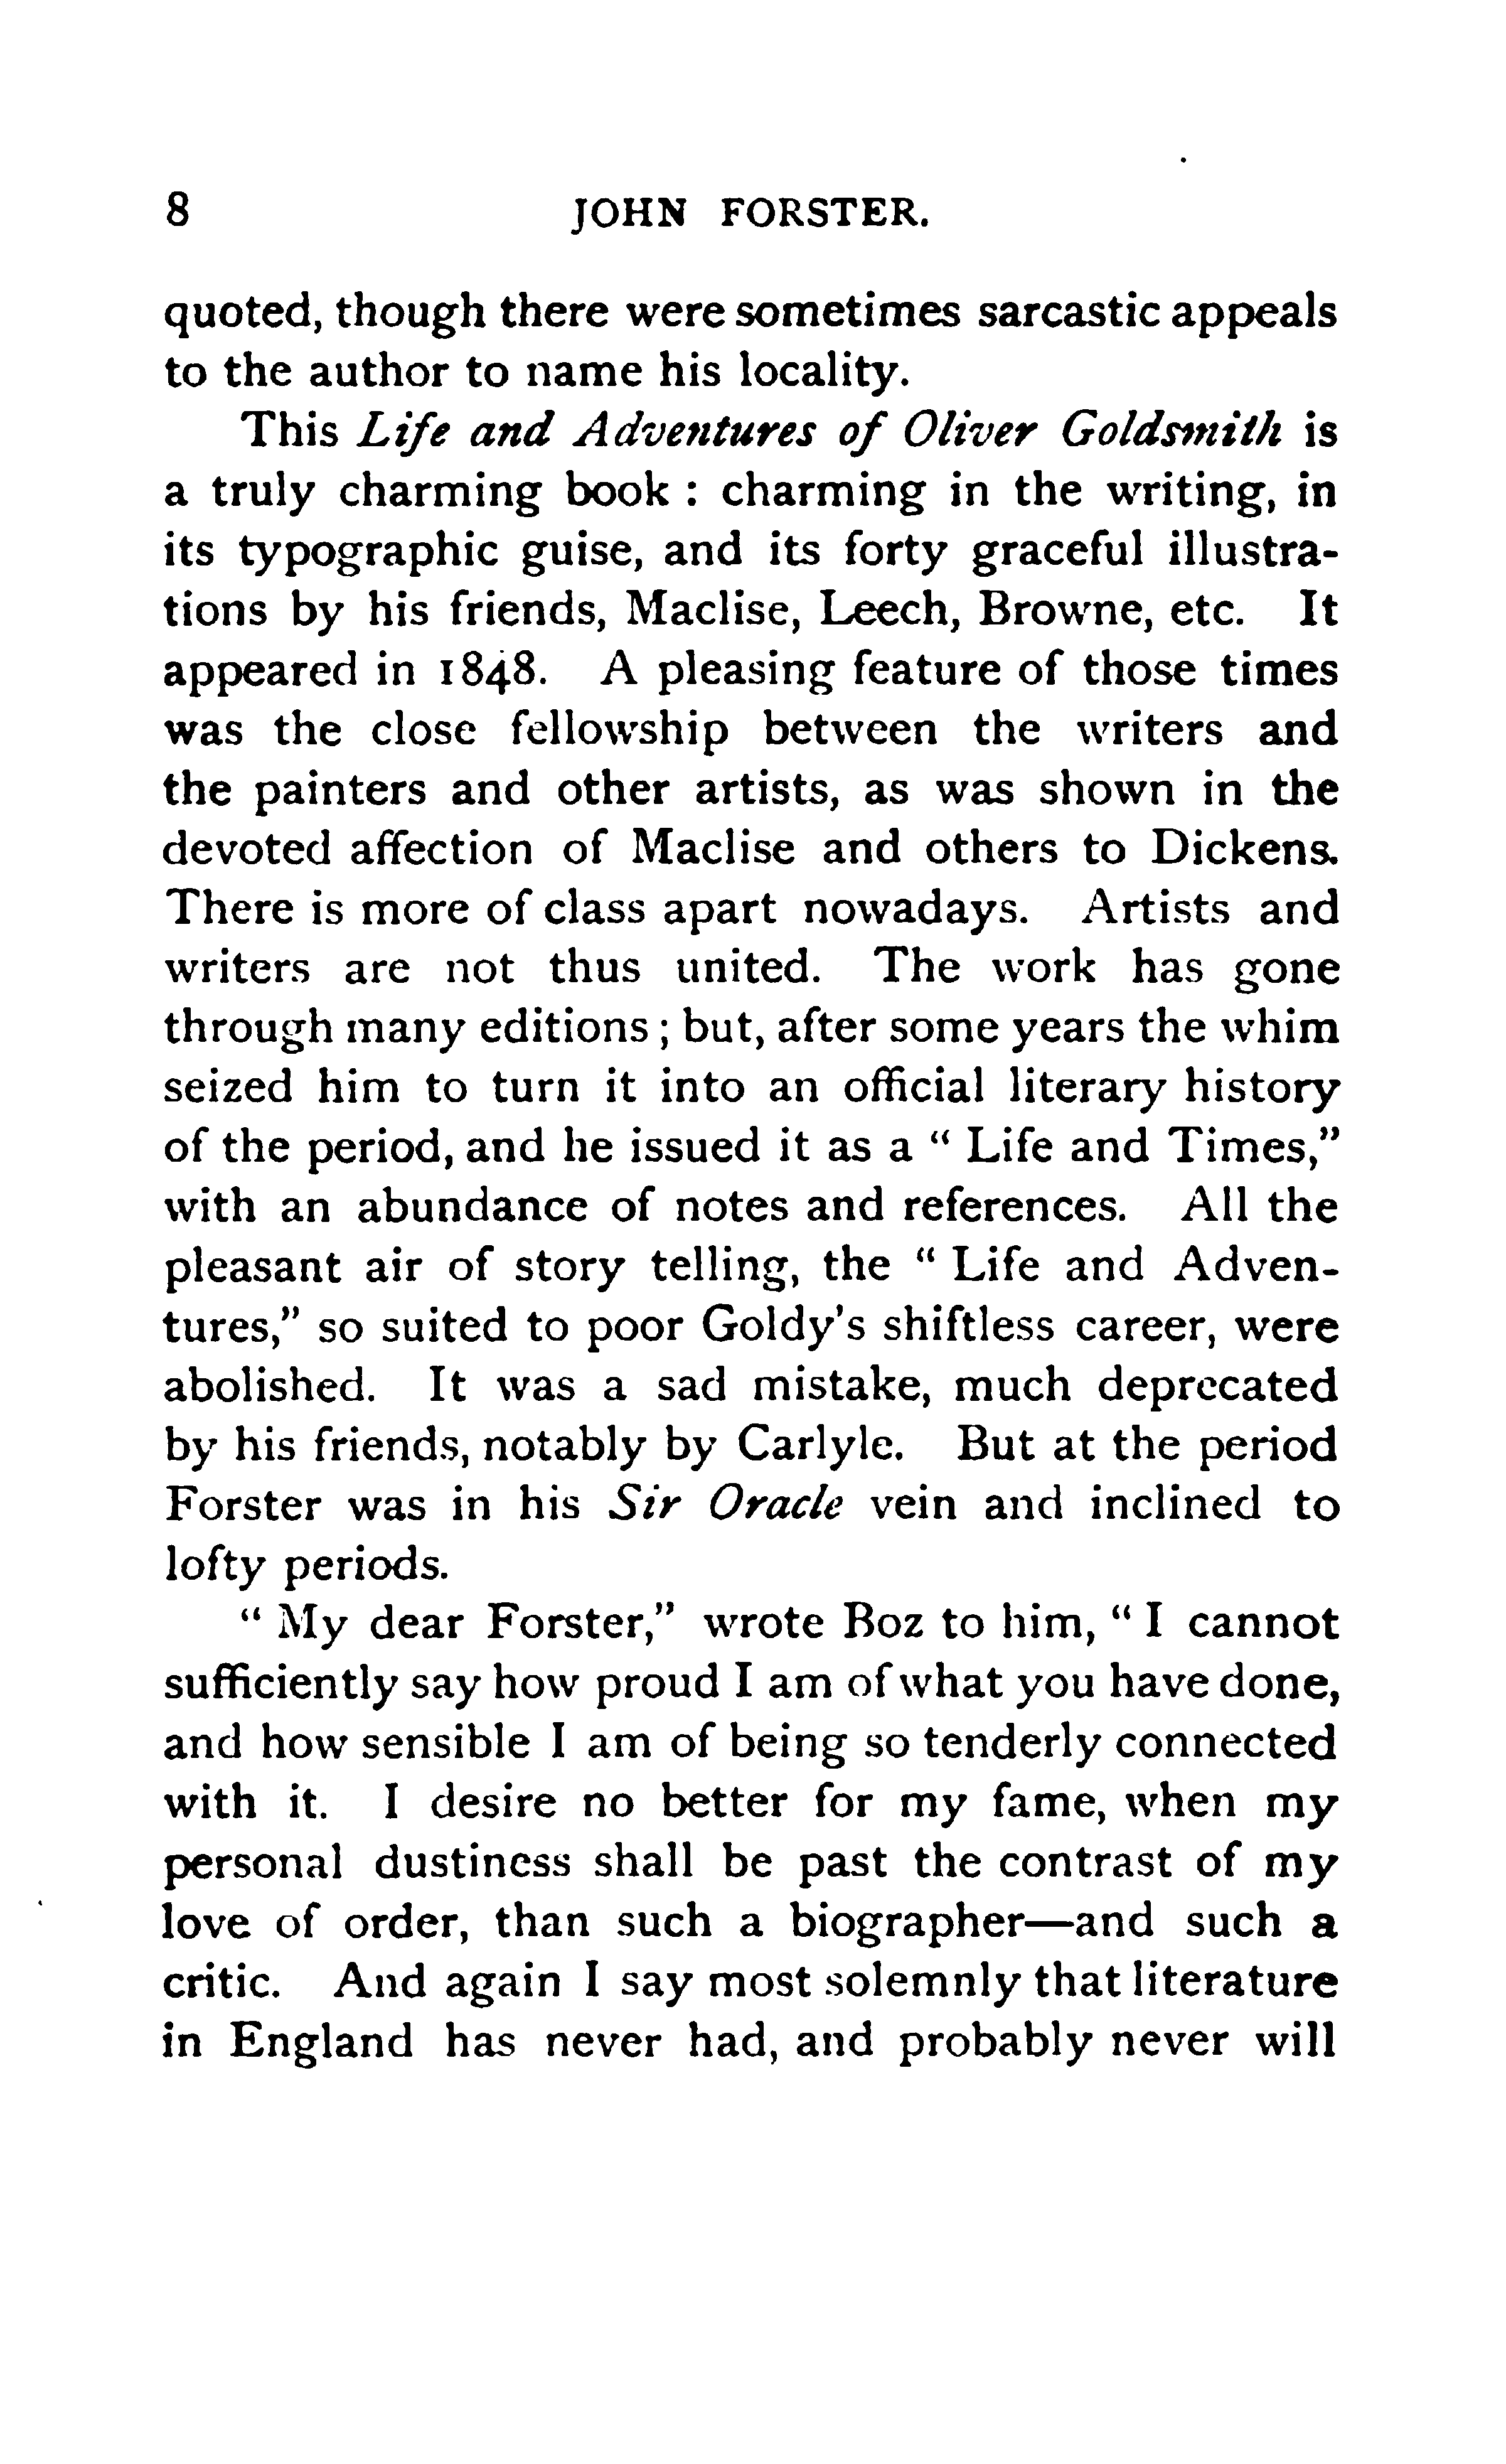 8 JOHN FORSTER.
quoted, though there were sometimes sarcastic appeals
to the author to name his locality.
This Life and Adventures of Oliver Goldsmith is
a truly charming book : charming in the writing, in
its typographic guise, and its forty graceful illustra-
tions by his friends, Maclise, Leech, Browne, etc. It
appeared in 1848. A pleasing feature of those times
was the close fellowship between the writers and
the painters and other artists, as was shown in the
devoted affection of Maclise and others to Dickens.
There is more of class apart nowadays. Artists and
writers are not thus united. The work has gone
through many editions ; but, after some years the whim
seized him to turn it into an official literary history
of the period, and he issued it as a “ Life and Times,”
with an abundance of notes and references. All the
pleasant air of story telling, the “ Life and Adven-
tures,” so suited to poor Goldy’s shiftless career, were
abolished. It was a sad mistake, much deprecated
by his friends, notably by Carlyle. But at the period
Forster was in his Sir Oracle vein and inclined to
lofty periods.
“ My dear Forster,” wrote Boz to him, “ I cannot
sufficiently say how proud I am of what you have done,
and how sensible I am of being so tenderly connected
with it. I desire no better for my fame, when my
personal dustiness shall be past the contrast of my
love of order, than such a biographer—and such a
critic. And again I say most solemnly that literature
in England has never had, and probably never will